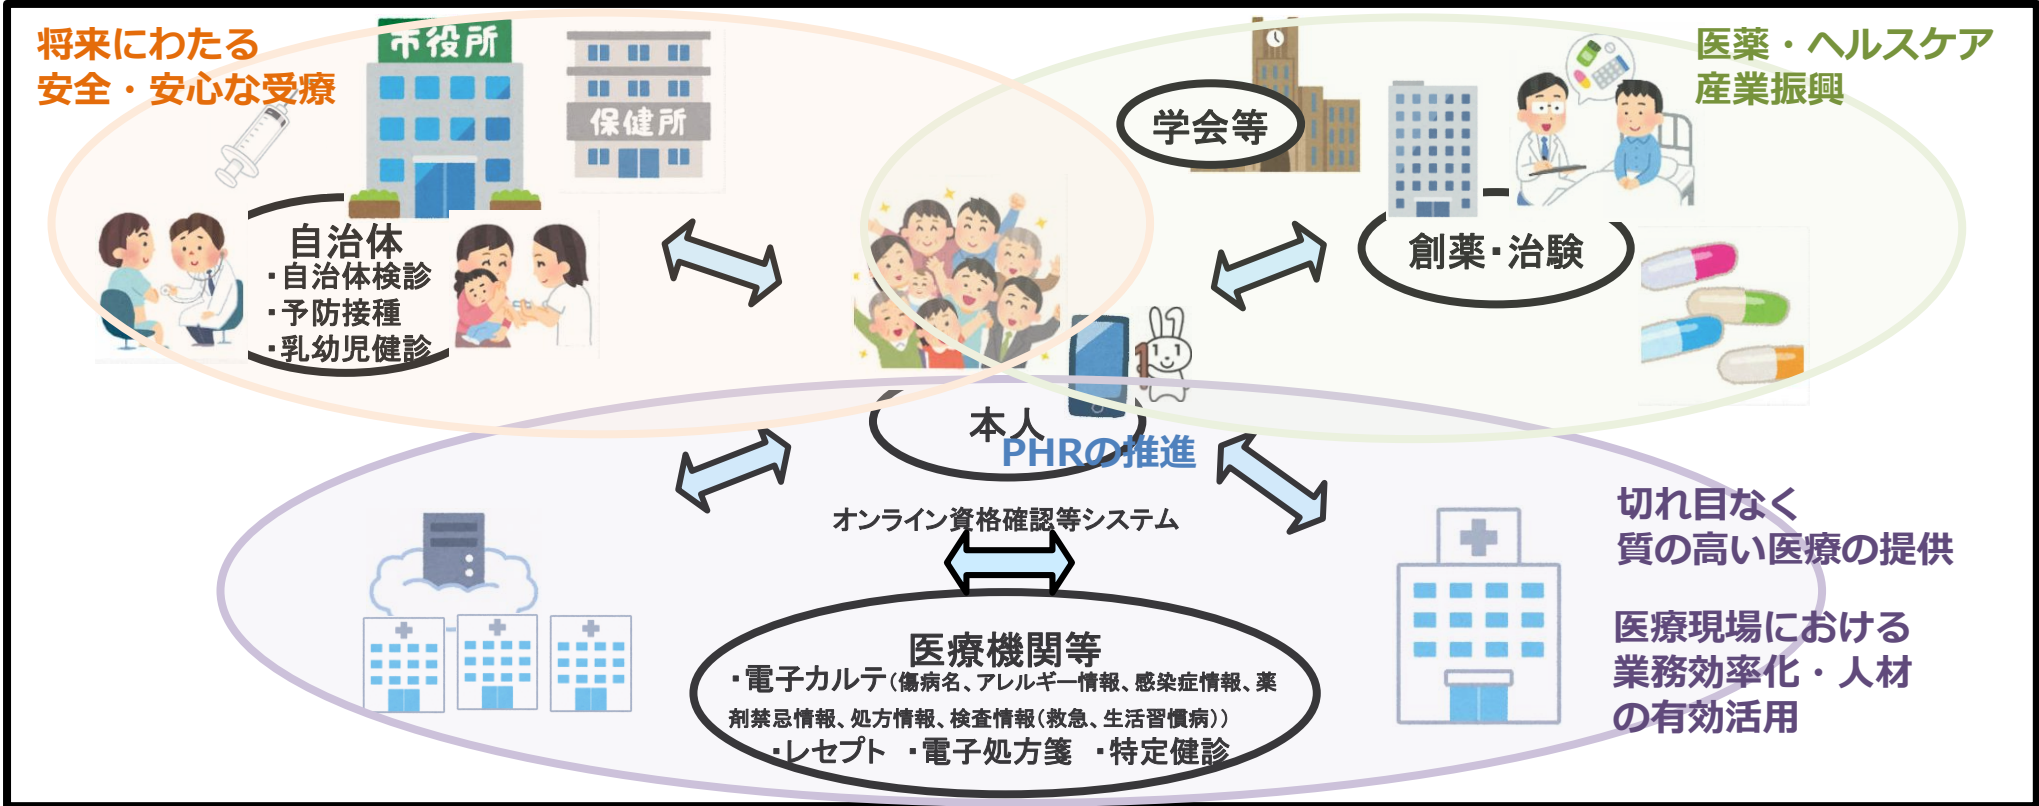 将来にわたる
安全・安心な受療
市役所
保健所
自治体
・自治体検診
・予防接種
・乳幼児健診
学会等
創薬・治験
医薬・ヘルスケア
産業振興
本人
PHRの推進
オンライン資格確認等システム
医療機関等
・電子カルテ(傷病名、アレルギー情報、感染症情報、薬
剤禁忌情報、処方情報、検査情報(救急、生活習慣病))
・レセプト ・電子処方箋 ・特定健診
切れ目なく
質の高い医療の提供
医療現場における
業務効率化・人材
の有効活用